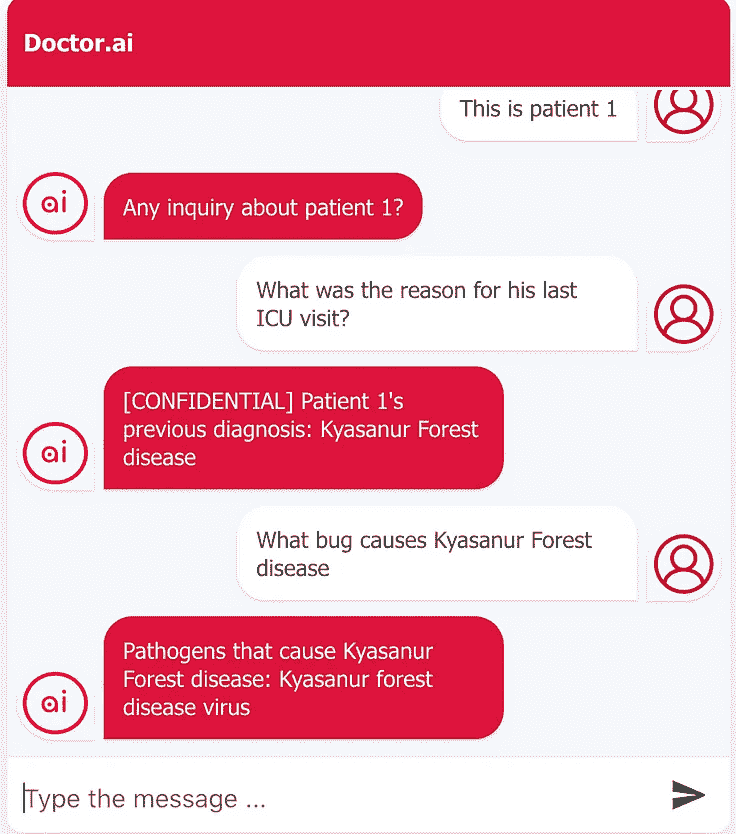 Doctor.ai
This is patient 1
ai
Any inquiry about patient 1?
What was the reason for his last
ICU visit?
[CONFIDENTIAL] Patient 1's
previous diagnosis: Kyasanur Forest
ai
disease
What bug causes Kyasanur Forest
disease
Pathogens that cause Kyasanur
Forest disease: Kyasanur forest
ai
disease virus
Type the message ...